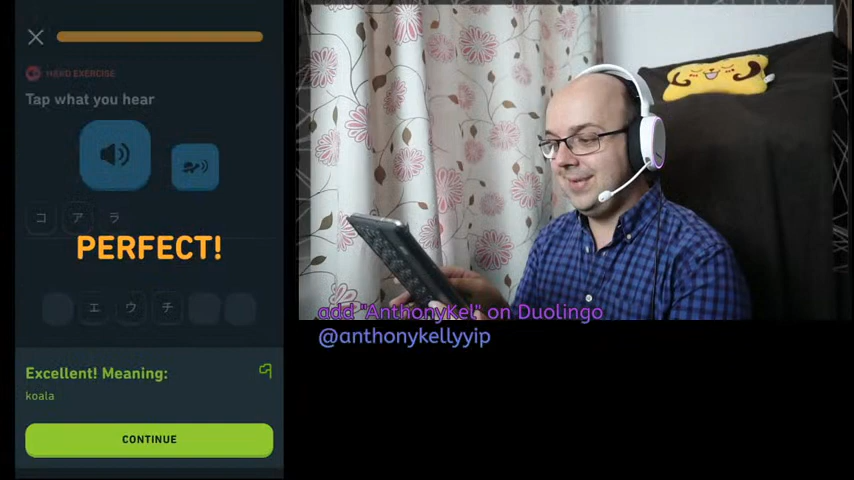 HARD EXERCISE
Tap what you hear
コ ア ラ
PERFECT!
エ ウ チ
Excellent! Meaning:
koala
CONTINUE
add "AnthonyKel" on Duolingo
@anthonykellyyip